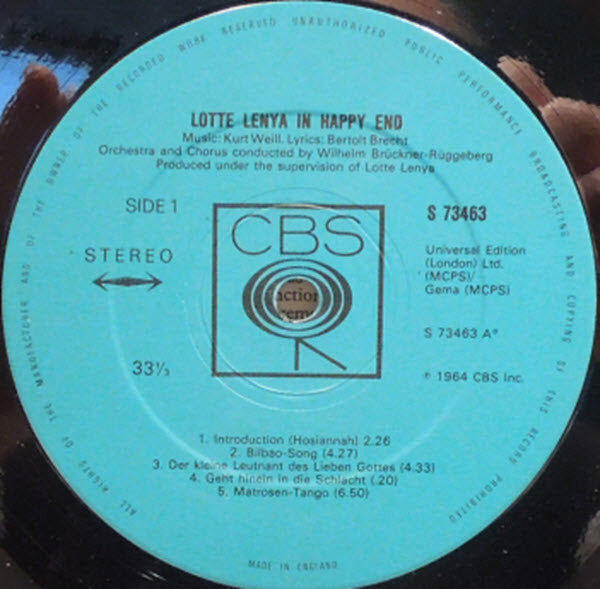 ALL RIGHTS OF THE MANUFACTURER AND OF THE OWNER OF THE RECORDED WORK RESERVED UNAUTHORIZED PUBLIC PERFORMANCE BROADCASTING AND COPYING OF THIS RECORD PROHIBITED
LOTTE LENYA IN HAPPY END
Music: Kurt Weill. Lyrics: Bertolt Brecht
Orchestra and Chorus conducted by Wilhelm Brückner-Rüggeberg
Produced under the supervision of Lotte Lenya
SIDE 1
S 73463
CBS
STEREO
Universal Edition
(London) Ltd.
(MCPS)/
Gema (MCPS)
S 73463 A°
33⅓
℗ 1964 CBS Inc.
1. Introduction (Hosiannah) 2.26
2. Bilbao-Song (4.27)
3. Der kleine Leutnant des Lieben Gottes (4.33)
4. Geht hinein in die Schlacht (.20)
5. Matrosen-Tango (6.50)
MADE IN ENGLAND